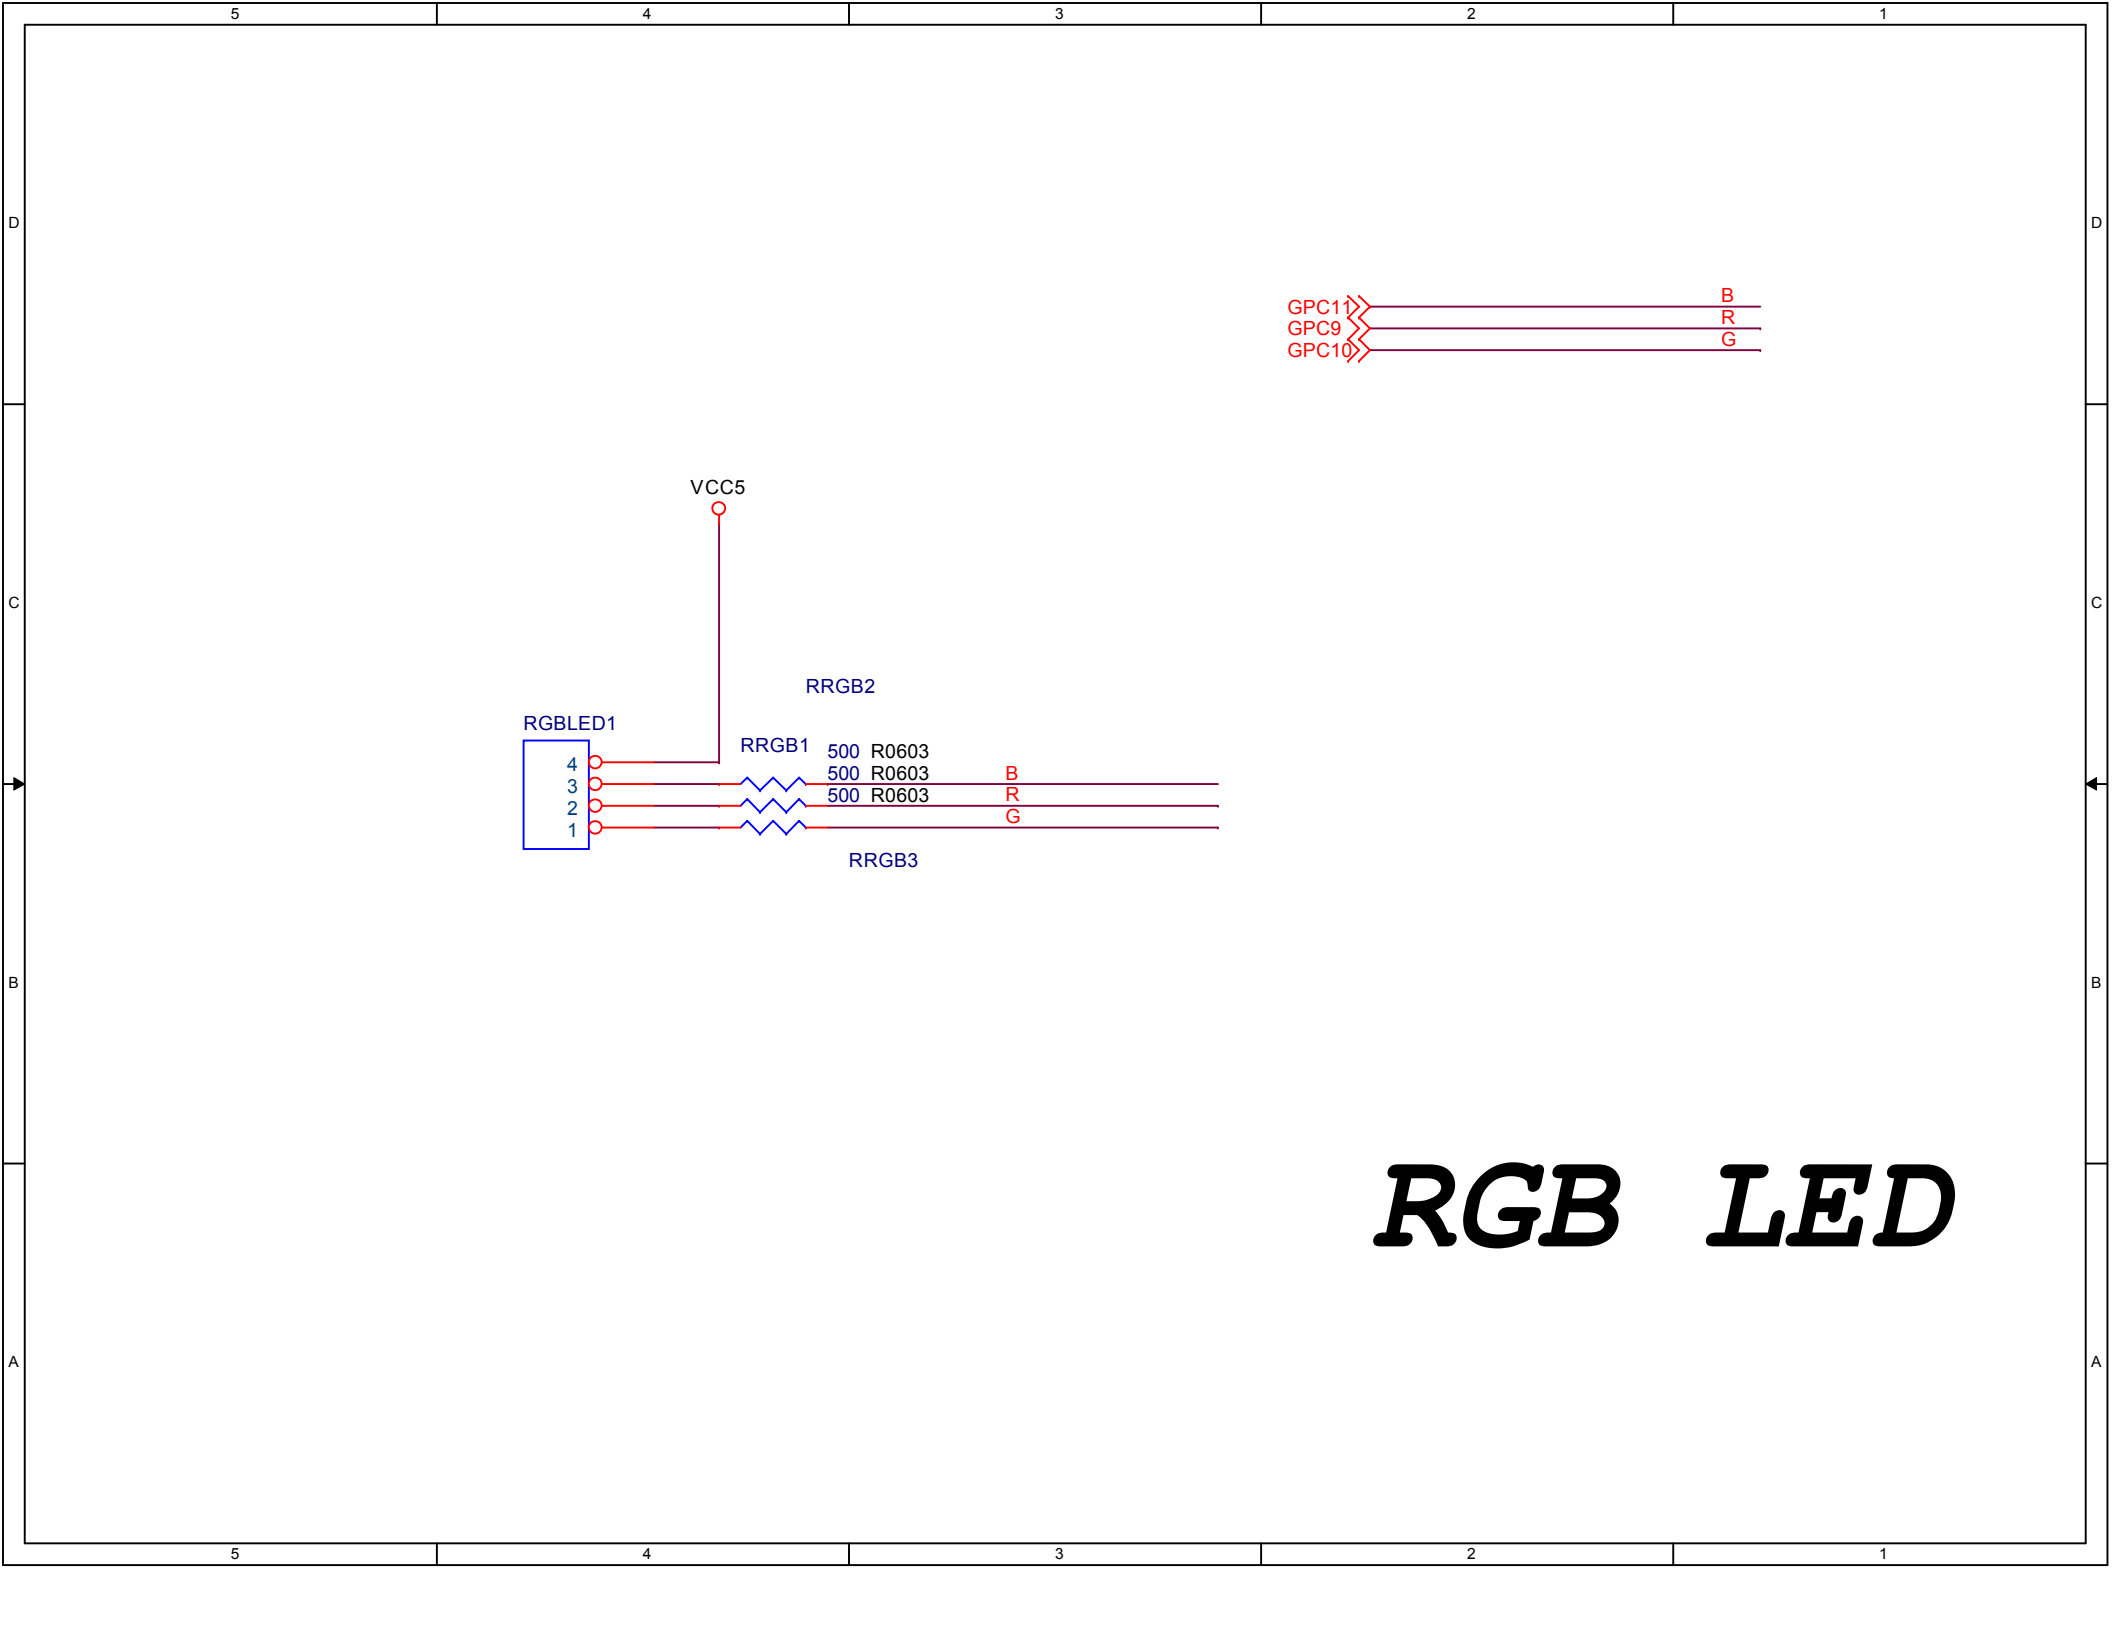 5 4 3 2 1
D D
GPC11 B
GPC9 R
GPC10 G
VCC5
C C
RRGB2
RGBLED1
RRGB1 500 R0603
4
3 500 R0603 B
2 500 R0603 R
1 G
RRGB3
B B
RGB LED
A A
5 4 3 2 1